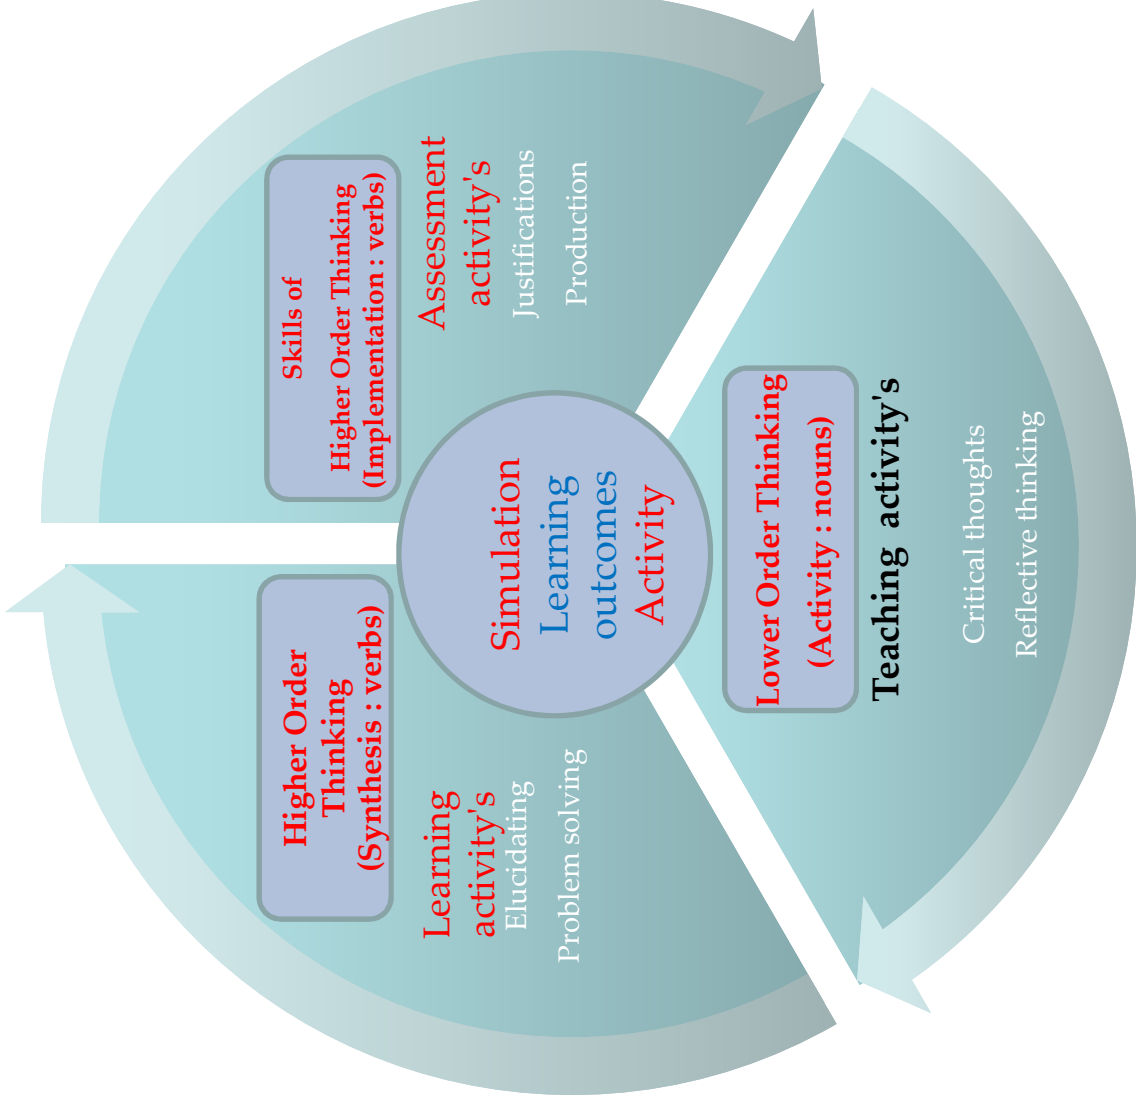 Higher Order
Thinking
(Synthesis : verbs)
Learning
activity's
Elucidating
Problem solving
Skills of
Higher Order Thinking
(Implementation : verbs)
Assessment
activity's
Justifications
Production
Simulation
Learning
outcomes
Activity
Lower Order Thinking
(Activity : nouns)
Teaching activity's
Critical thoughts
Reflective thinking